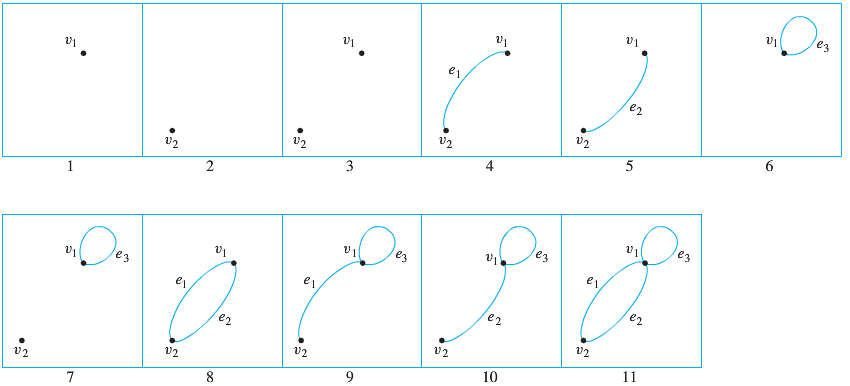 v₁ v₁ v₁ v₁ v₁ e₃
e₁
e₂
v₂ v₂ v₂ v₂
1 2 3 4 5 6
v₁ e₃ v₁ v₁ e₃ v₁ e₃ v₁ e₃
e₁ e₁ e₁
e₂ e₂ e₂
v₂ v₂ v₂ v₂ v₂
7 8 9 10 11